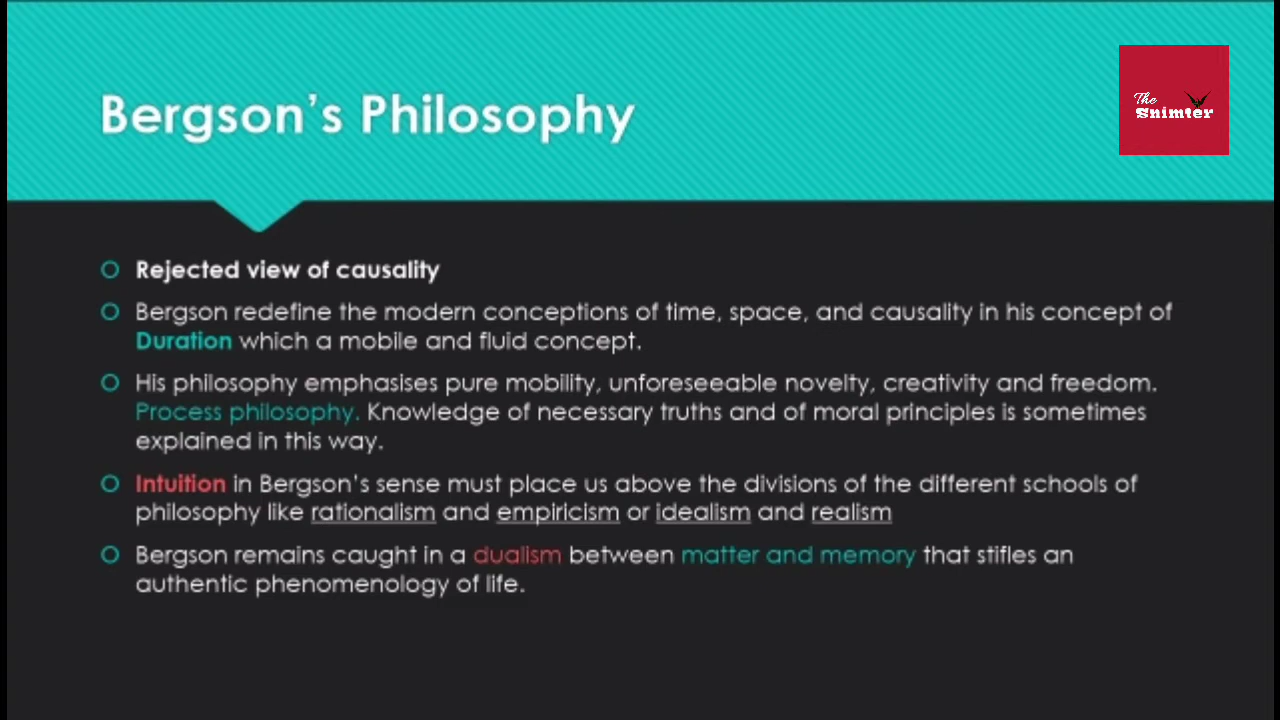 Bergson's Philosophy
The
Snimter
Rejected view of causality
Bergson redefine the modern conceptions of time, space, and causality in his concept of
Duration which a mobile and fluid concept.
His philosophy emphasises pure mobility, unforeseeable novelty, creativity and freedom.
Process philosophy. Knowledge of necessary truths and of moral principles is sometimes
explained in this way.
Intuition in Bergson's sense must place us above the divisions of the different schools of
philosophy like rationalism and empiricism or idealism and realism
Bergson remains caught in a dualism between matter and memory that stifles an
authentic phenomenology of life.